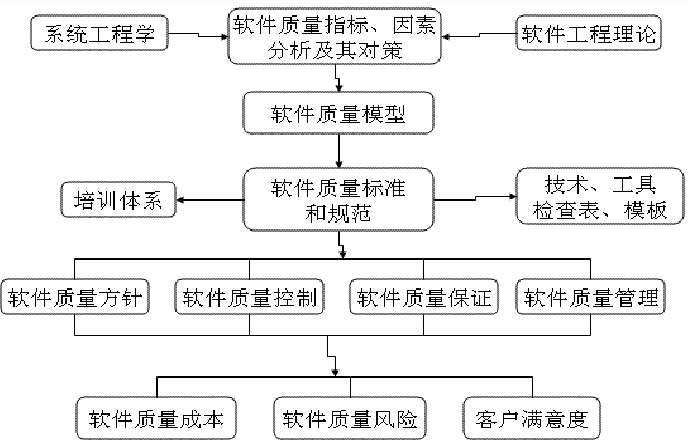 系统工程学
软件质量指标、因素
分析及其对策
软件工程理论
软件质量模型
培训体系
软件质量标准
和规范
技术、工具
检查表、模板
软件质量方针
软件质量控制
软件质量保证
软件质量管理
软件质量成本
软件质量风险
客户满意度